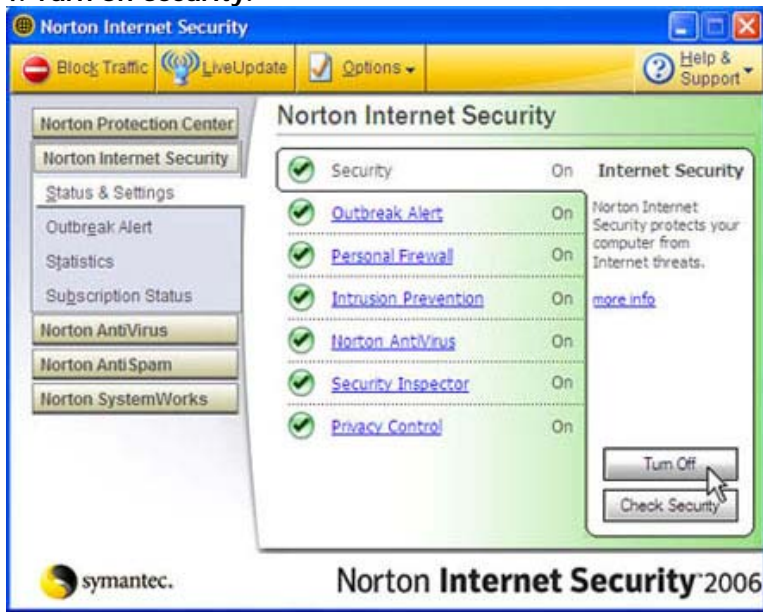 Norton Internet Security
Block Traffic LiveUpdate Options Help & Support
Norton Protection Center
Norton Internet Security
Status & Settings
Outbreak Alert
Statistics
Subscription Status
Norton AntiVirus
Norton AntiSpam
Norton SystemWorks
Norton Internet Security
Security On
Outbreak Alert On
Personal Firewall On
Intrusion Prevention On
Norton AntiVirus On
Security Inspector On
Privacy Control On
Internet Security
Norton Internet
Security protects your
computer from
Internet threats.
more info
Turn Off
Check Security
symantec.
Norton Internet Security 2006